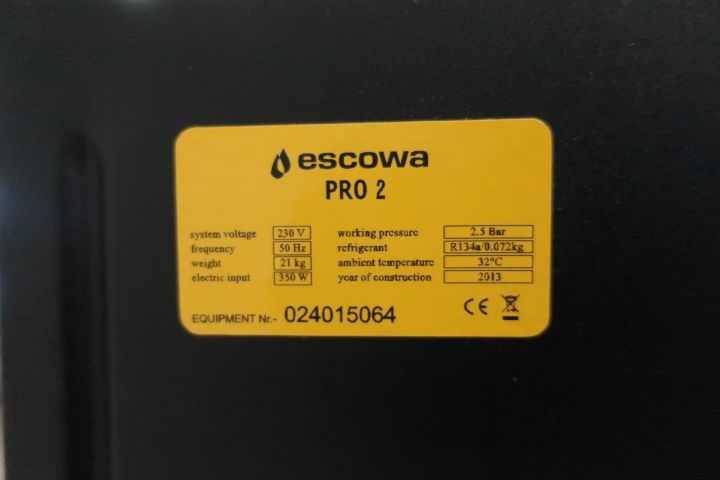 escowa
PRO 2
system voltage 230 V working pressure 2.5 Bar
frequency 50 Hz refrigerant R134a/0.072kg
weight 21 kg ambient temperature 32°C
electric input 350 W year of construction 2013
EQUIPMENT Nr.- 024015064 CE